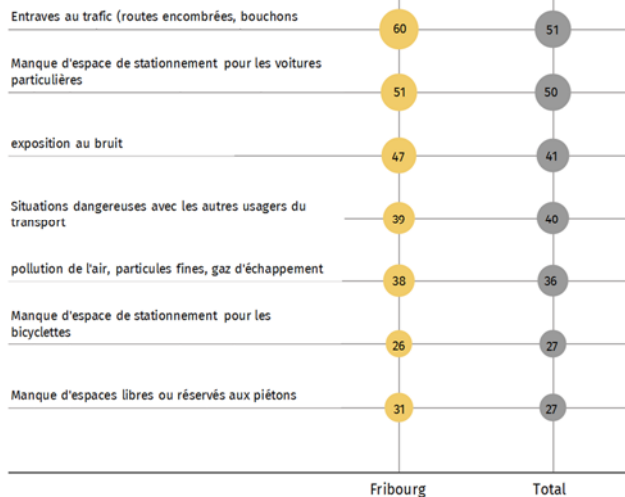 Entraves au trafic (routes encombrées, bouchons
60 51
Manque d'espace de stationnement pour les voitures
particulières
51 50
exposition au bruit
47 41
Situations dangereuses avec les autres usagers du
transport
39 40
pollution de l'air, particules fines, gaz d'échappement
38 36
Manque d'espace de stationnement pour les
bicyclettes
26 27
Manque d'espaces libres ou réservés aux piétons
31 27
Fribourg Total